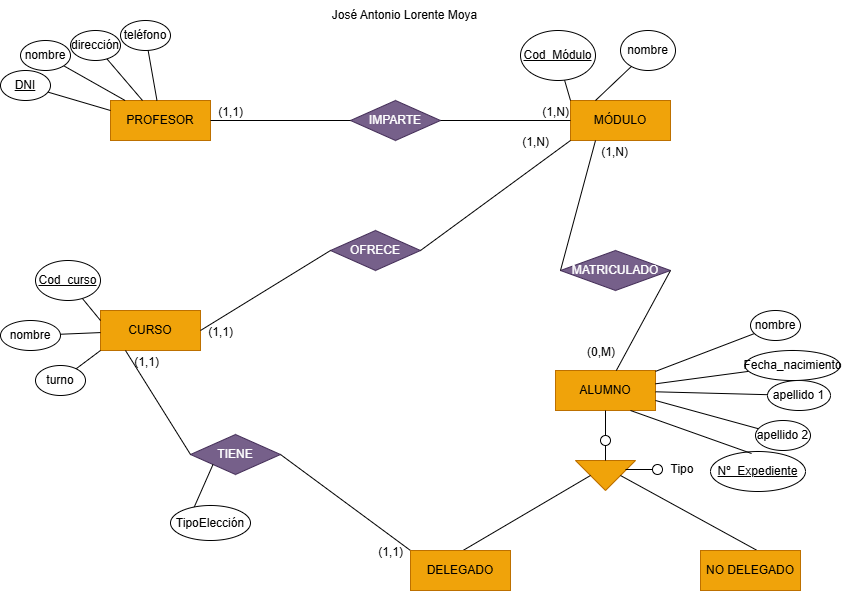 José Antonio Lorente Moya
teléfono
dirección
nombre
DNI
Cod_Módulo
nombre
PROFESOR
(1,1)
IMPARTE
(1,N)
MÓDULO
(1,N)
(1,N)
OFRECE
MATRICULADO
Cod_curso
nombre
turno
CURSO
(1,1)
(1,1)
(0,M)
nombre
Fecha_nacimiento
apellido 1
apellido 2
Nº_Expediente
ALUMNO
TIENE
TipoElección
Tipo
(1,1)
DELEGADO
NO DELEGADO